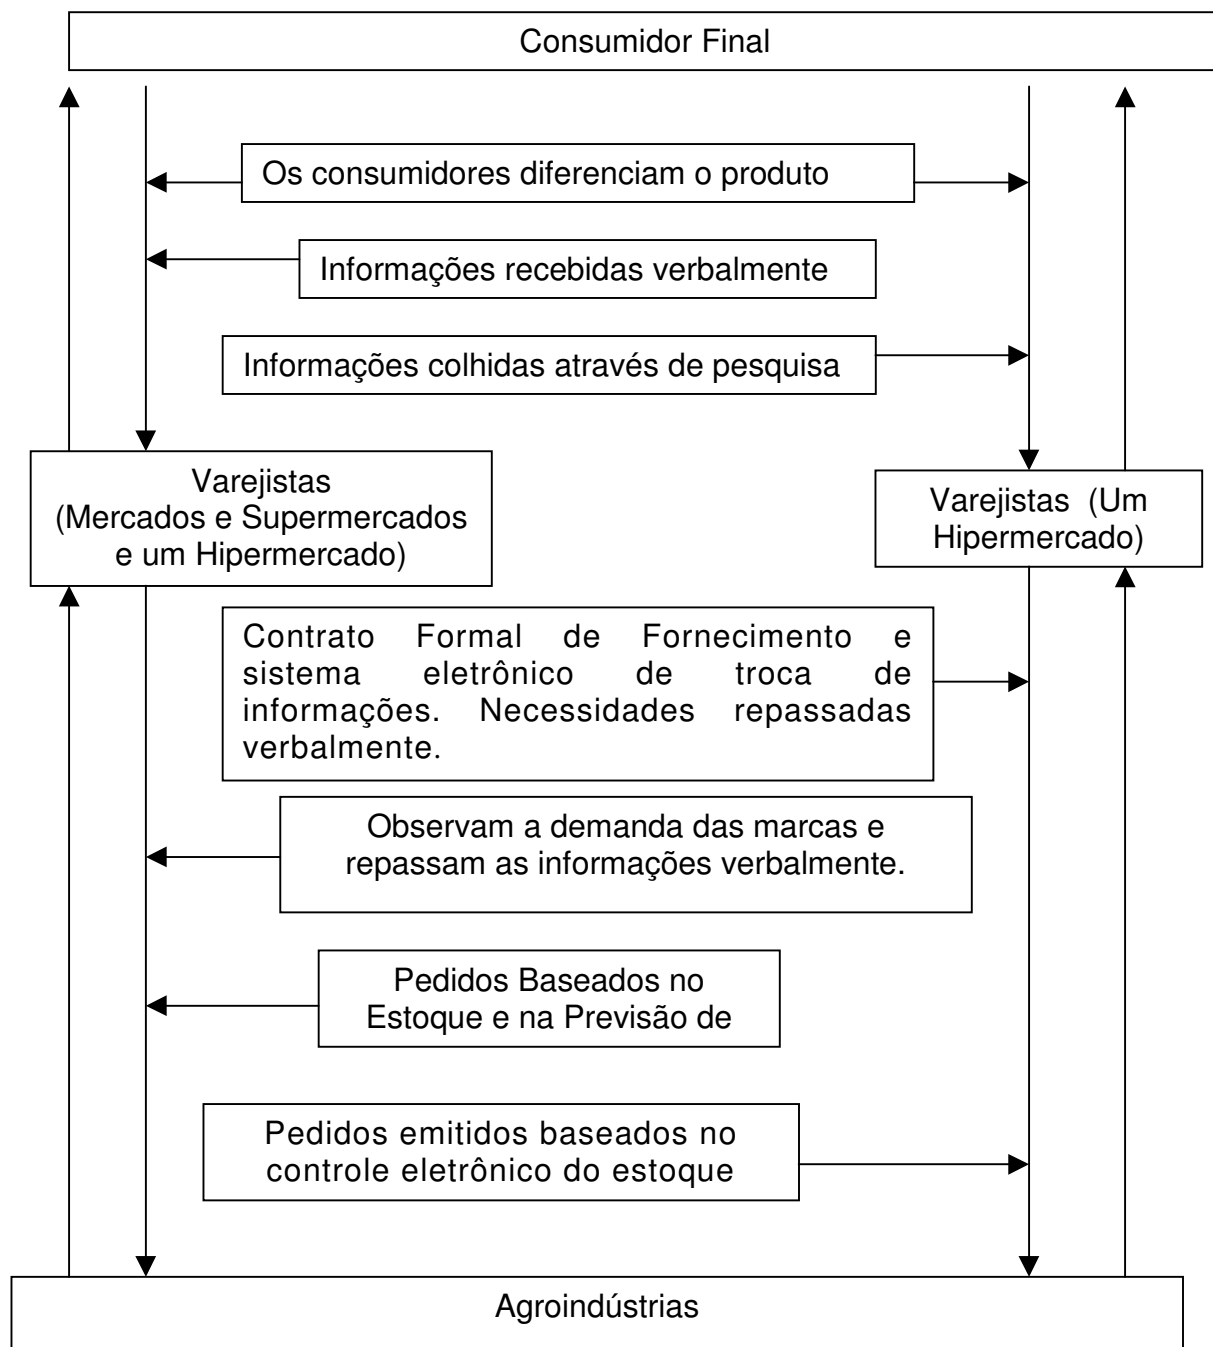 Consumidor Final
Os consumidores diferenciam o produto
Informações recebidas verbalmente
Informações colhidas através de pesquisa
Varejistas
(Mercados e Supermercados
e um Hipermercado)
Varejistas (Um
Hipermercado)
Contrato Formal de Fornecimento e
sistema eletrônico de troca de
informações. Necessidades repassadas
verbalmente.
Observam a demanda das marcas e
repassam as informações verbalmente.
Pedidos Baseados no
Estoque e na Previsão de
Pedidos emitidos baseados no
controle eletrônico do estoque
Agroindústrias